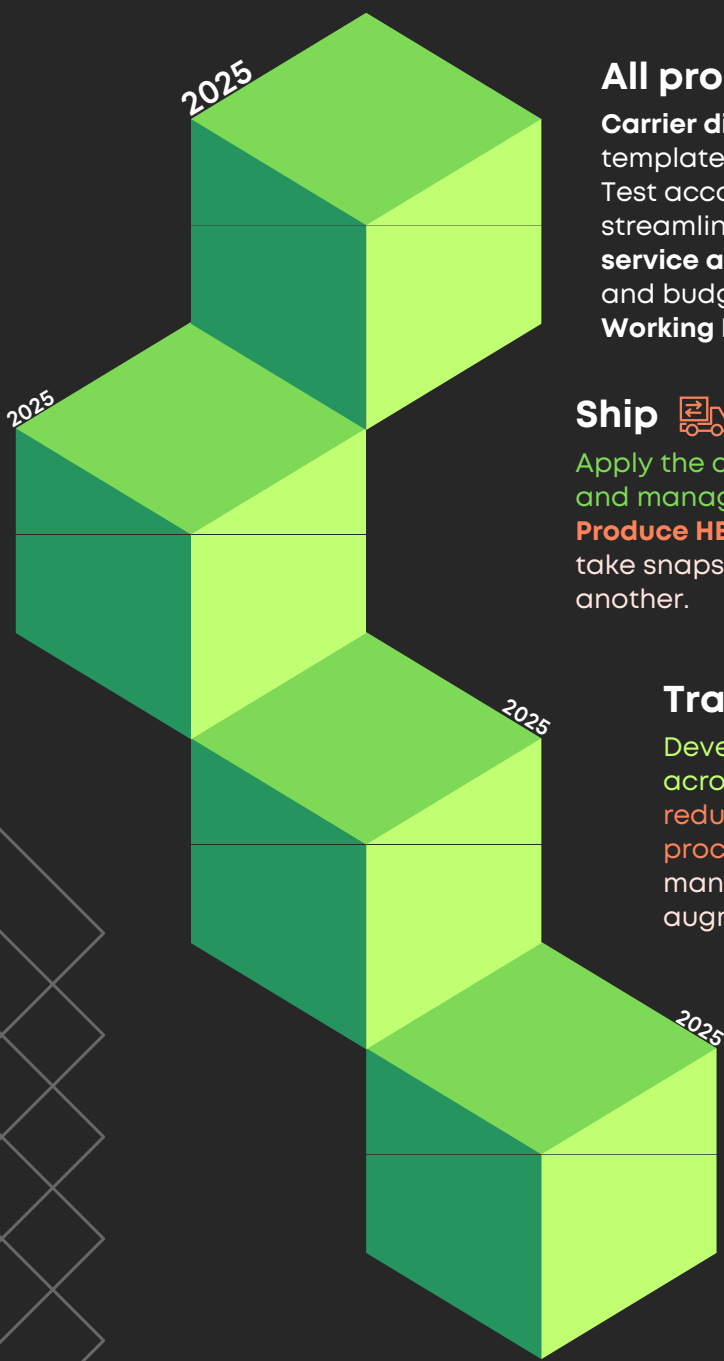 2025
All pro
Carrier di
template
Test acco
streamlin
service a
and budg
Working
2025
Ship
Apply the
and manag
Produce HB
take snaps
another.
2025
Tra
Deve
acro
redu
proc
man
augr
2025